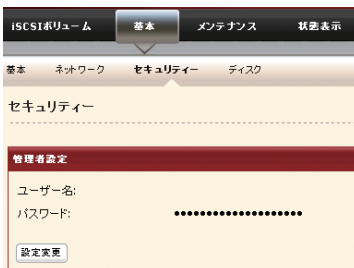 iSCSIボリューム 基本 メンテナンス 状態表示
基本 ネットワーク セキュリティー ディスク
セキュリティー
管理者設定
ユーザー名:
パスワード: ••••••••••••••••••••
設定変更